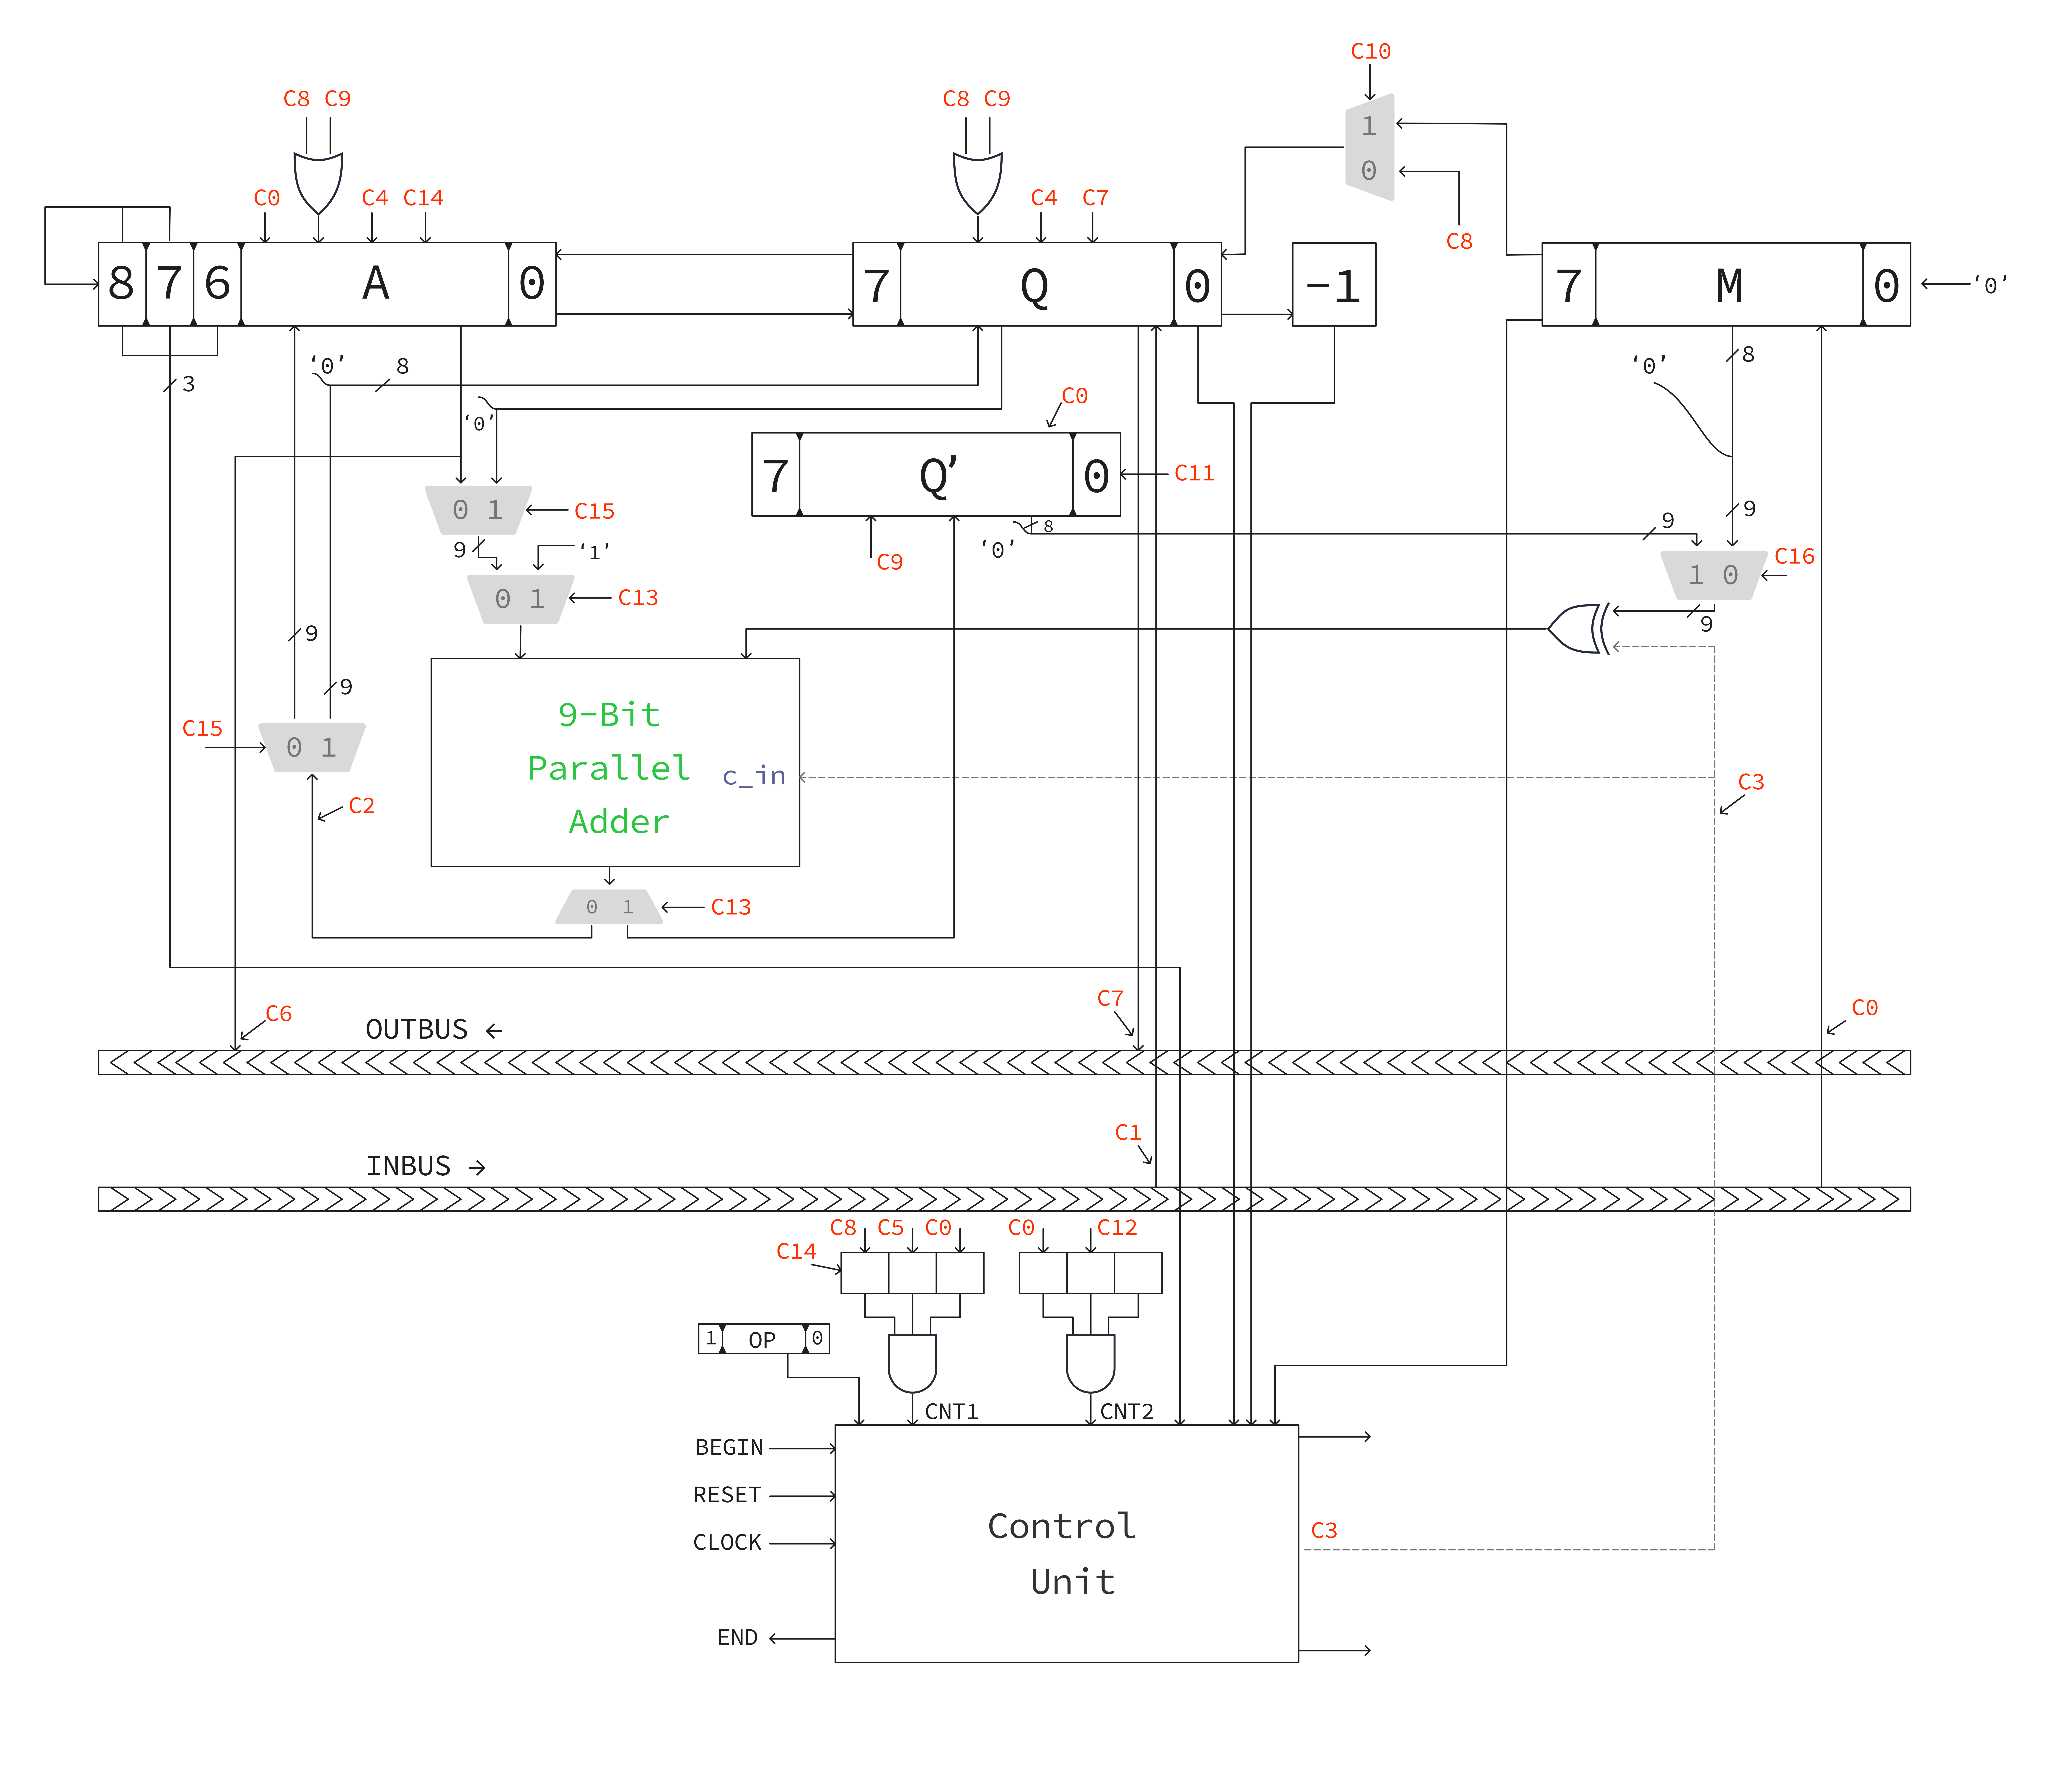 C10
C8 C9
C8 C9
1
0
C0
C4 C14
C4 C7
C8
8 7 6 A 0
7 Q 0
-1
7 M 0
‘0’
‘0’
8
3
‘0’
8
‘0’
C0
7 Q’ 0
C11
0 1
C15
9
‘1’
C9
‘0’
8
9
9
1 0
C16
0 1
C13
9
9
9
C15
0 1
C2
9-Bit
Parallel
Adder
c_in
C3
0 1
C13
C6
OUTBUS ←
C7
C0
C1
INBUS →
C8 C5 C0
C14
C0 C12
1 OP 0
CNT1
CNT2
BEGIN
RESET
CLOCK
END
Control
Unit
C3